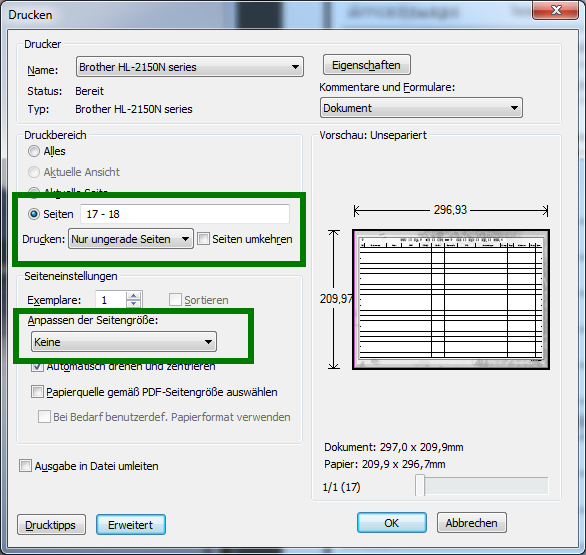 Drucken
Drucker
Name: Brother HL-2150N series
Eigenschaften
Status: Bereit
Kommentare und Formulare:
Typ: Brother HL-2150N series
Dokument
Druckbereich
Vorschau: Unsepariert
Alles
Aktuelle Ansicht
Aktuelle Seite
Seiten 17 - 18
Drucken: Nur ungerade Seiten Seiten umkehren
296,93
209,97
Seiteneinstellungen
Exemplare: 1 Sortieren
Anpassen der Seitengröße:
Keine
Automatisch drehen und zentrieren
Papierquelle gemäß PDF-Seitengröße auswählen
Bei Bedarf benutzerdef. Papierformat verwenden
Dokument: 297,0 x 209,9mm
Papier: 209,9 x 296,7mm
Ausgabe in Datei umleiten
1/1 (17)
Drucktipps Erweitert OK Abbrechen